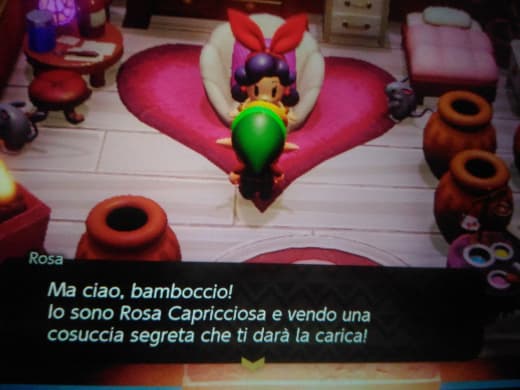 Rosa
Ma ciao, bamboccio!
Io sono Rosa Capricciosa e vendo una
cosuccia segreta che ti darà la carica!